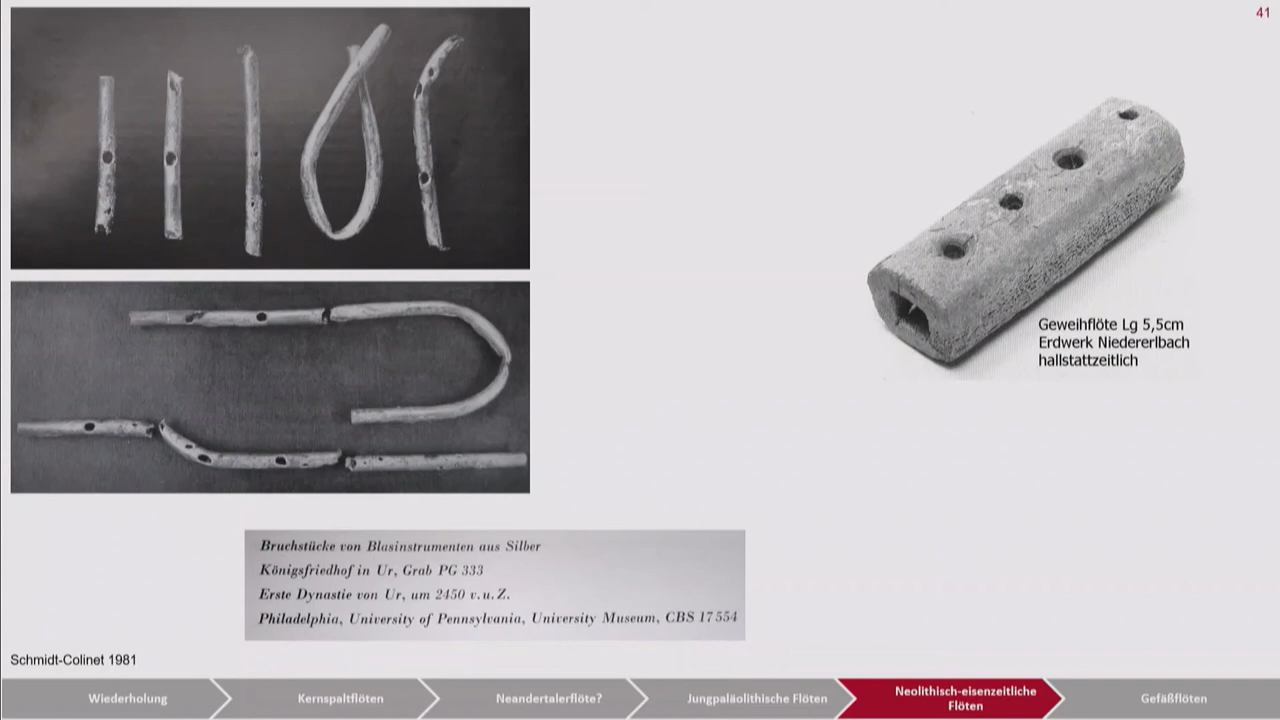 41
Geweihflöte Lg 5,5cm
Erdwerk Niedererlbach
hallstattzeitlich
Bruchstücke von Blasinstrumenten aus Silber
Königsfriedhof in Ur, Grab PG 333
Erste Dynastie von Ur, um 2450 v. u. Z.
Philadelphia, University of Pennsylvania, University Museum, CBS 17 554
Schmidt-Colinet 1981
Wiederholung
Kernspaltflöten
Neandertalerflöte?
Jungpaläolithische Flöten
Neolithisch-eisenzeitliche
Flöten
Gefäßflöten